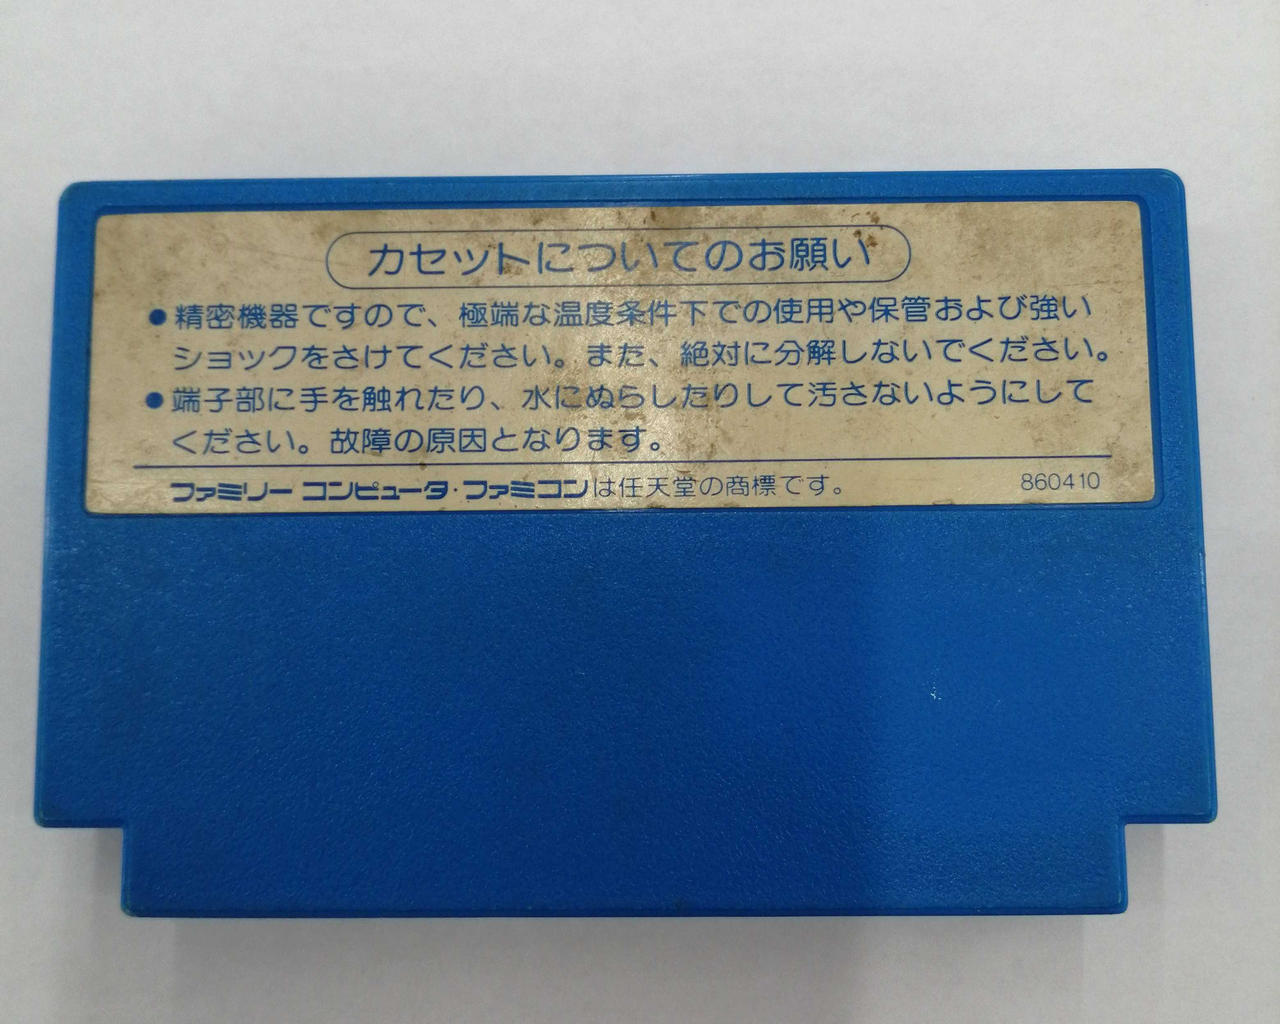 カセットについてのお願い
●精密機器ですので、極端な温度条件下での使用や保管および強い
ショックをさけてください。また、絶対に分解しないでください。
●端子部に手を触れたり、水にぬらしたりして汚さないようにして
ください。故障の原因となります。
ファミリー コンピュータ・ファミコンは任天堂の商標です。 860410